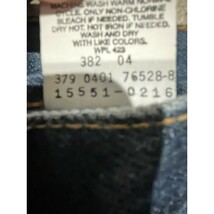 MACHINE WASH WARM NORMAL
CYCLE. ONLY NON-CHLORINE
BLEACH IF NEEDED. TUMBLE
DRY HOT. HOT IRON IF
NEEDED. WASH AND DRY
WITH LIKE COLORS.
WPL 423
382 04
379 0401 76528-8
15551-0216